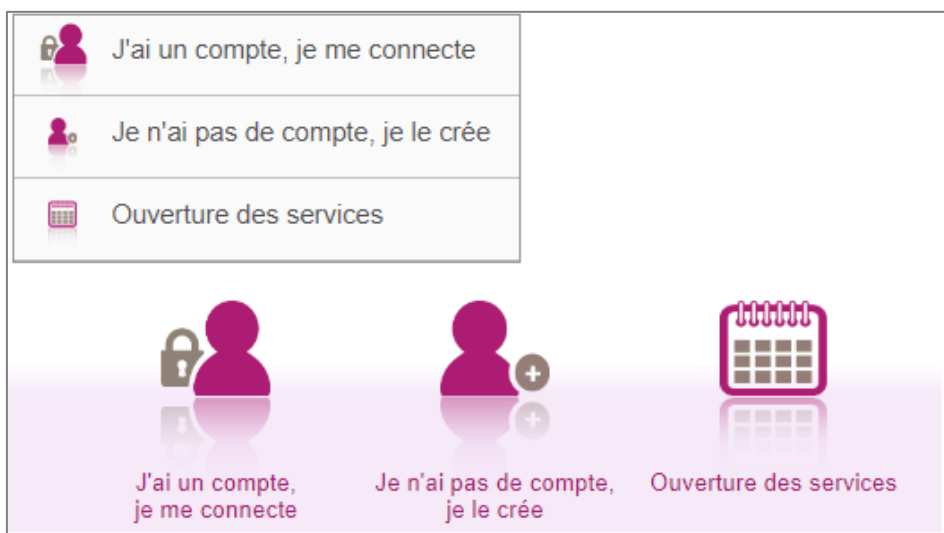 J'ai un compte, je me connecte
Je n'ai pas de compte, je le crée
Ouverture des services
J'ai un compte,
je me connecte
Je n'ai pas de compte,
je le crée
Ouverture des services